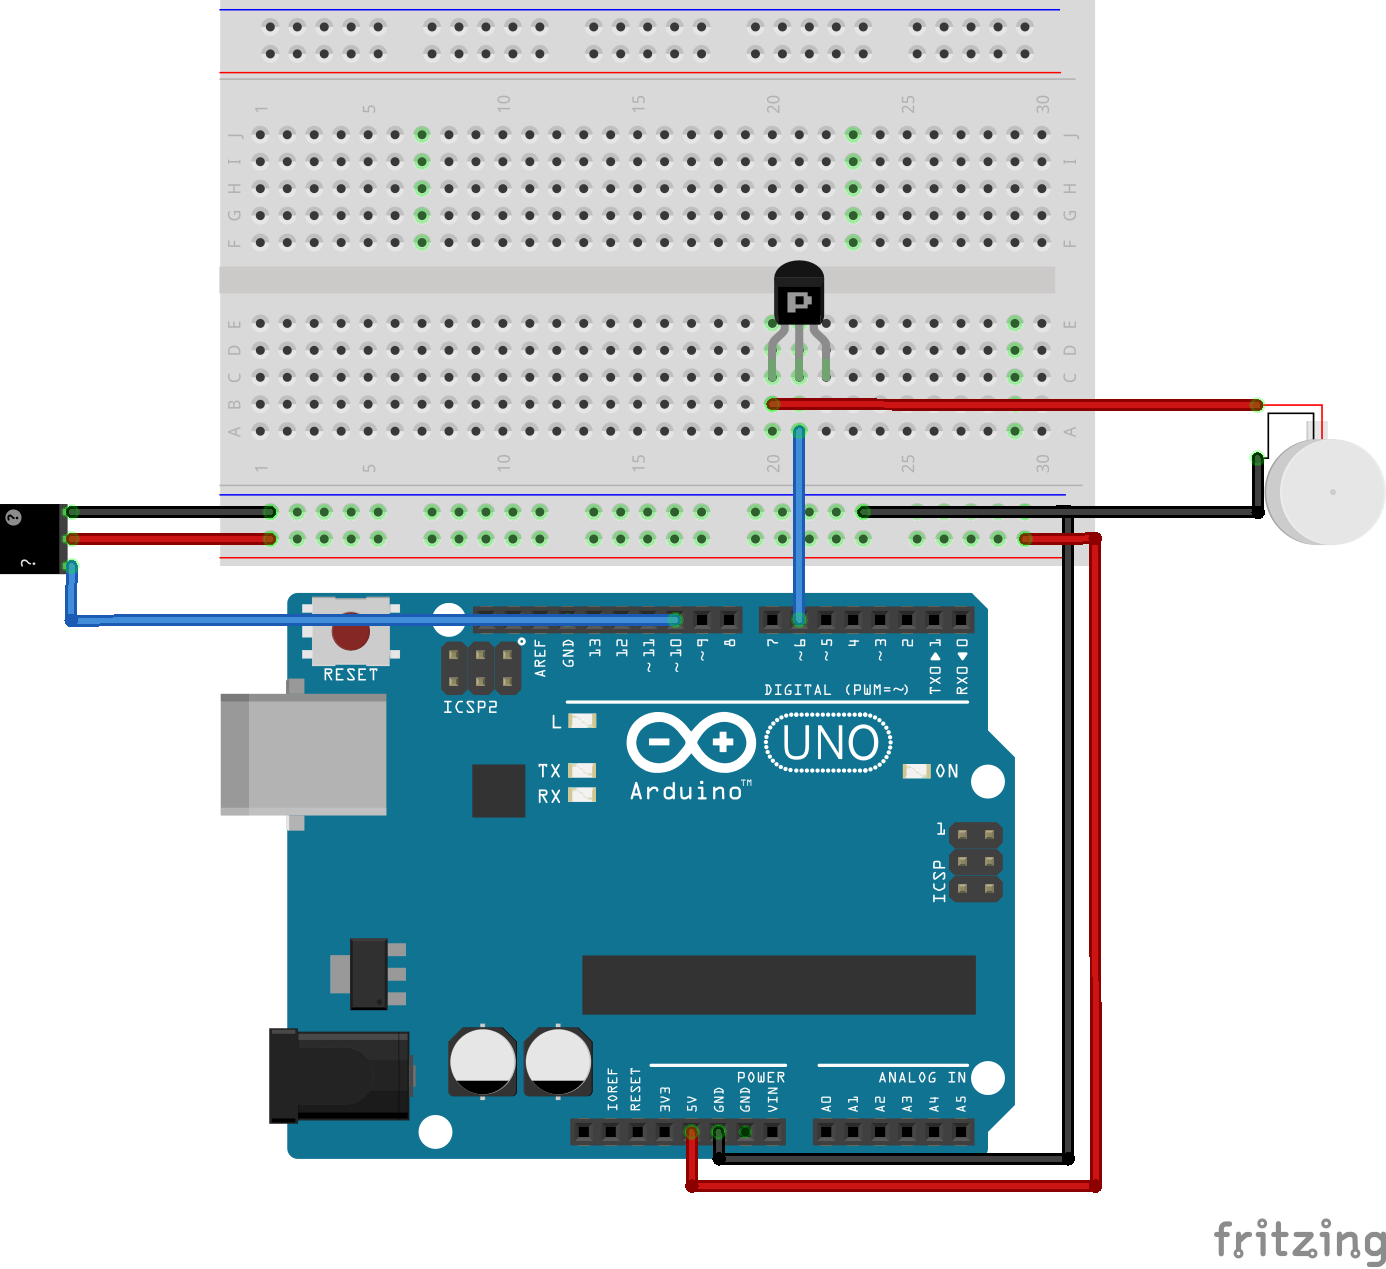 1 5 10 15 20 25 30
J J
I I
H H
G G
F F
P
E E
D D
C C
B B
A A
1 5 10 15 20 25 30
?
?
RESET
ICSP2
AREF
GND
13
12
~11
~10
~9
8
7
~6
~5
4
~3
2
TX0▶1
RX0◀0
DIGITAL (PWM=~)
L
TX
RX
Arduino™
UNO
ON
1
ICSP
IOREF
RESET
3V3
5V
GND
GND
VIN
POWER
ANALOG IN
A0
A1
A2
A3
A4
A5
fritzing